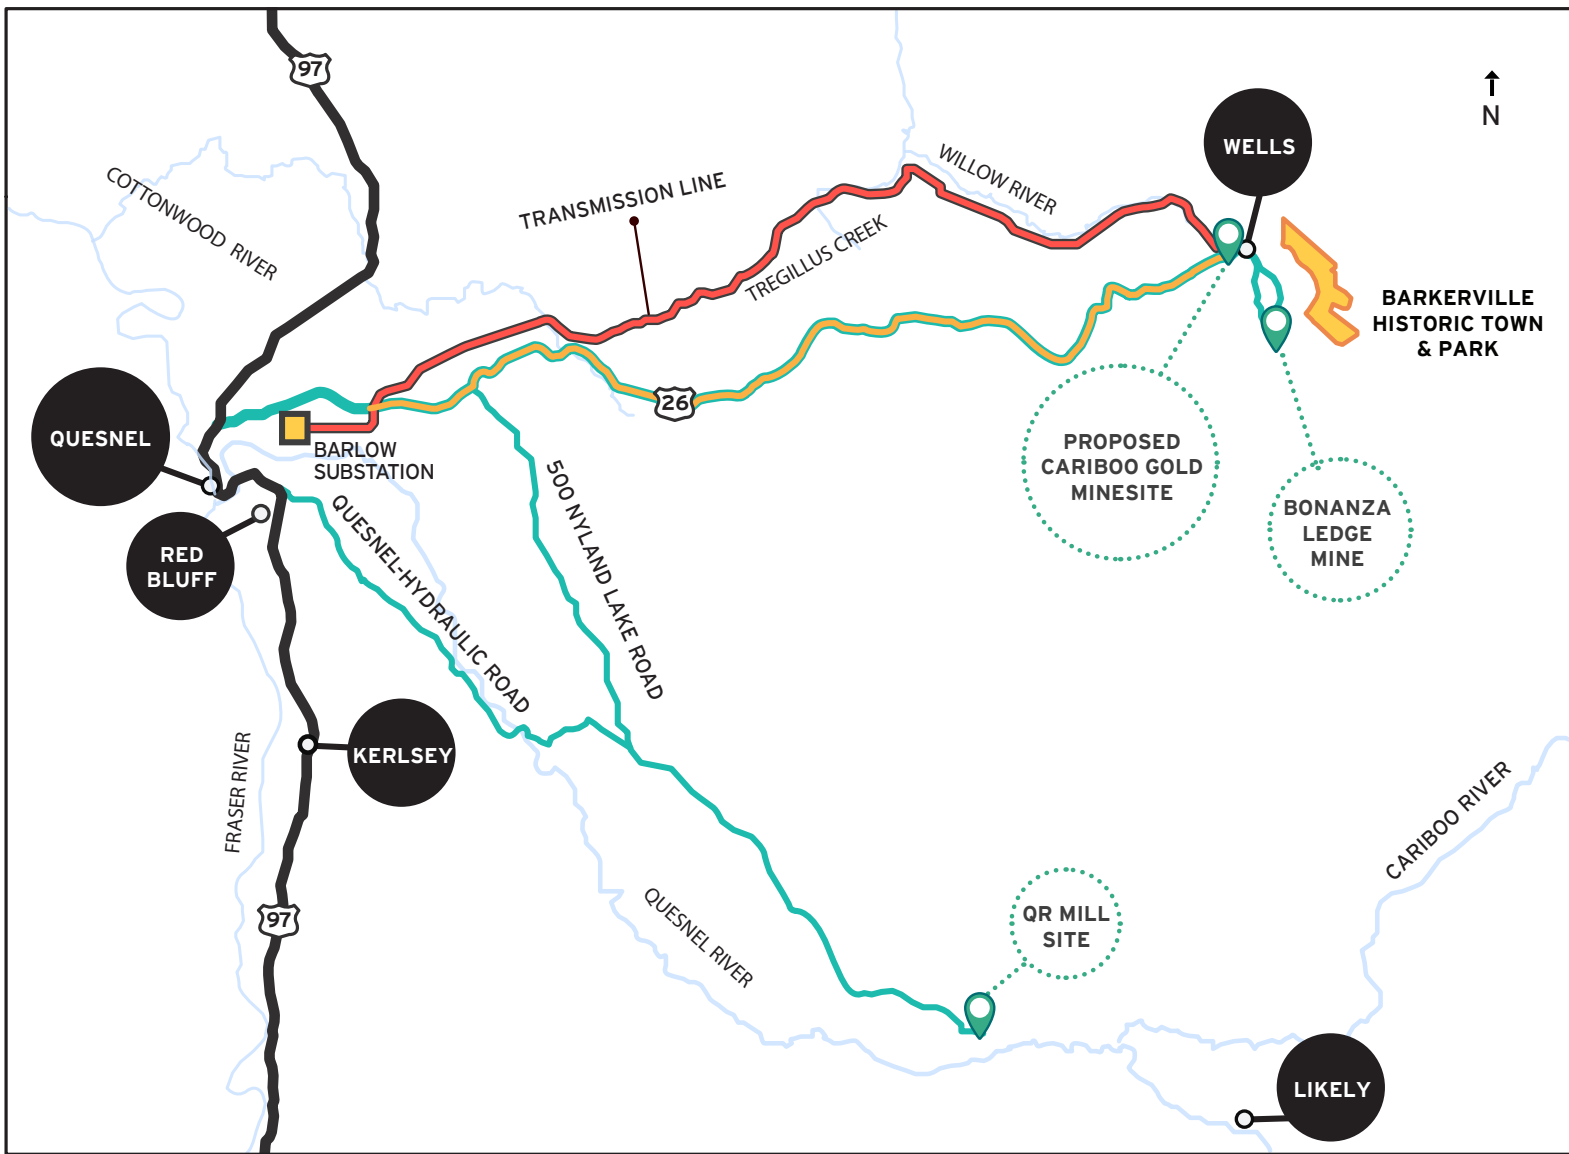 97
N
WELLS
COTTONWOOD RIVER
TRANSMISSION LINE
WILLOW RIVER
TREGILLUS CREEK
BARKERVILLE
HISTORIC TOWN
& PARK
26
QUESNEL
BARLOW
SUBSTATION
PROPOSED
CARIBOO GOLD
MINESITE
BONANZA
LEDGE
MINE
RED
BLUFF
QUESNEL-HYDRAULIC ROAD
500 NYLAND LAKE ROAD
KERLSEY
FRASER RIVER
CARIBOO RIVER
97
QUESNEL RIVER
QR MILL
SITE
LIKELY